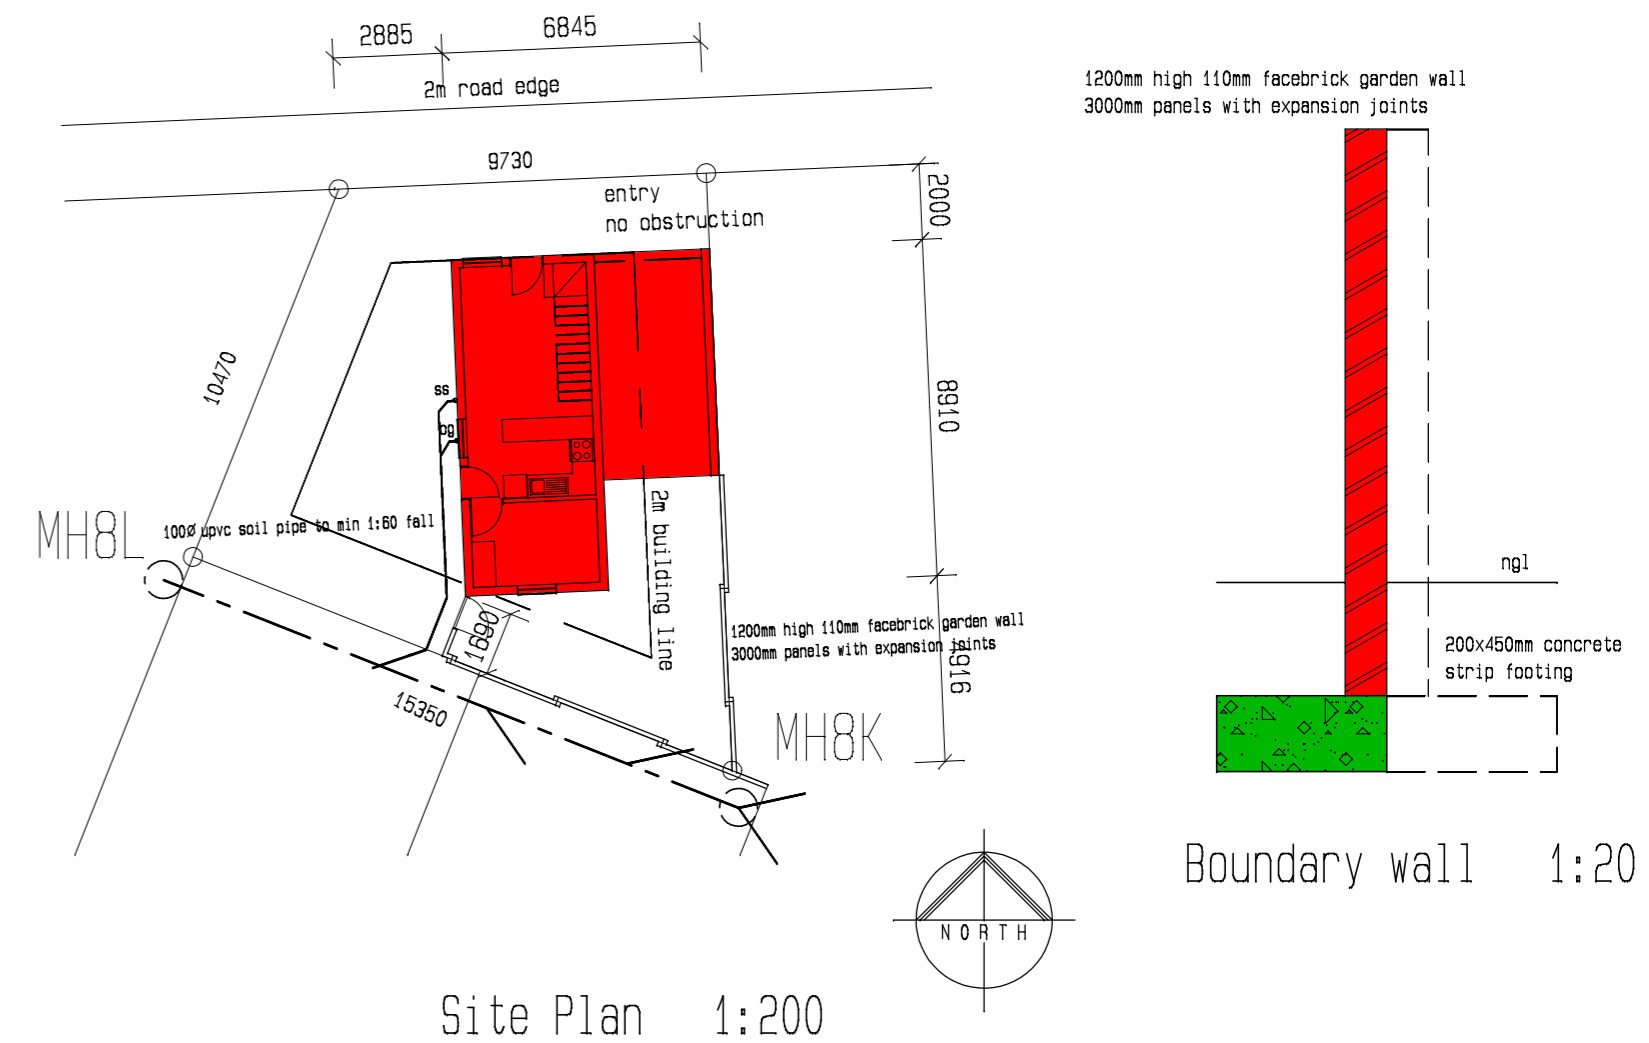 2885
6845
2m road edge
9730
entry
no obstruction
2000
10470
8910
ss
og
MH8L
100Ø upvc soil pipe to min 1:60 fall
2m building line
1690
1200mm high 110mm facebrick garden wall
3000mm panels with expansion joints
4916
15350
MH8K
NORTH
Site Plan 1:200
1200mm high 110mm facebrick garden wall
3000mm panels with expansion joints
ngl
200x450mm concrete
strip footing
Boundary wall 1:20